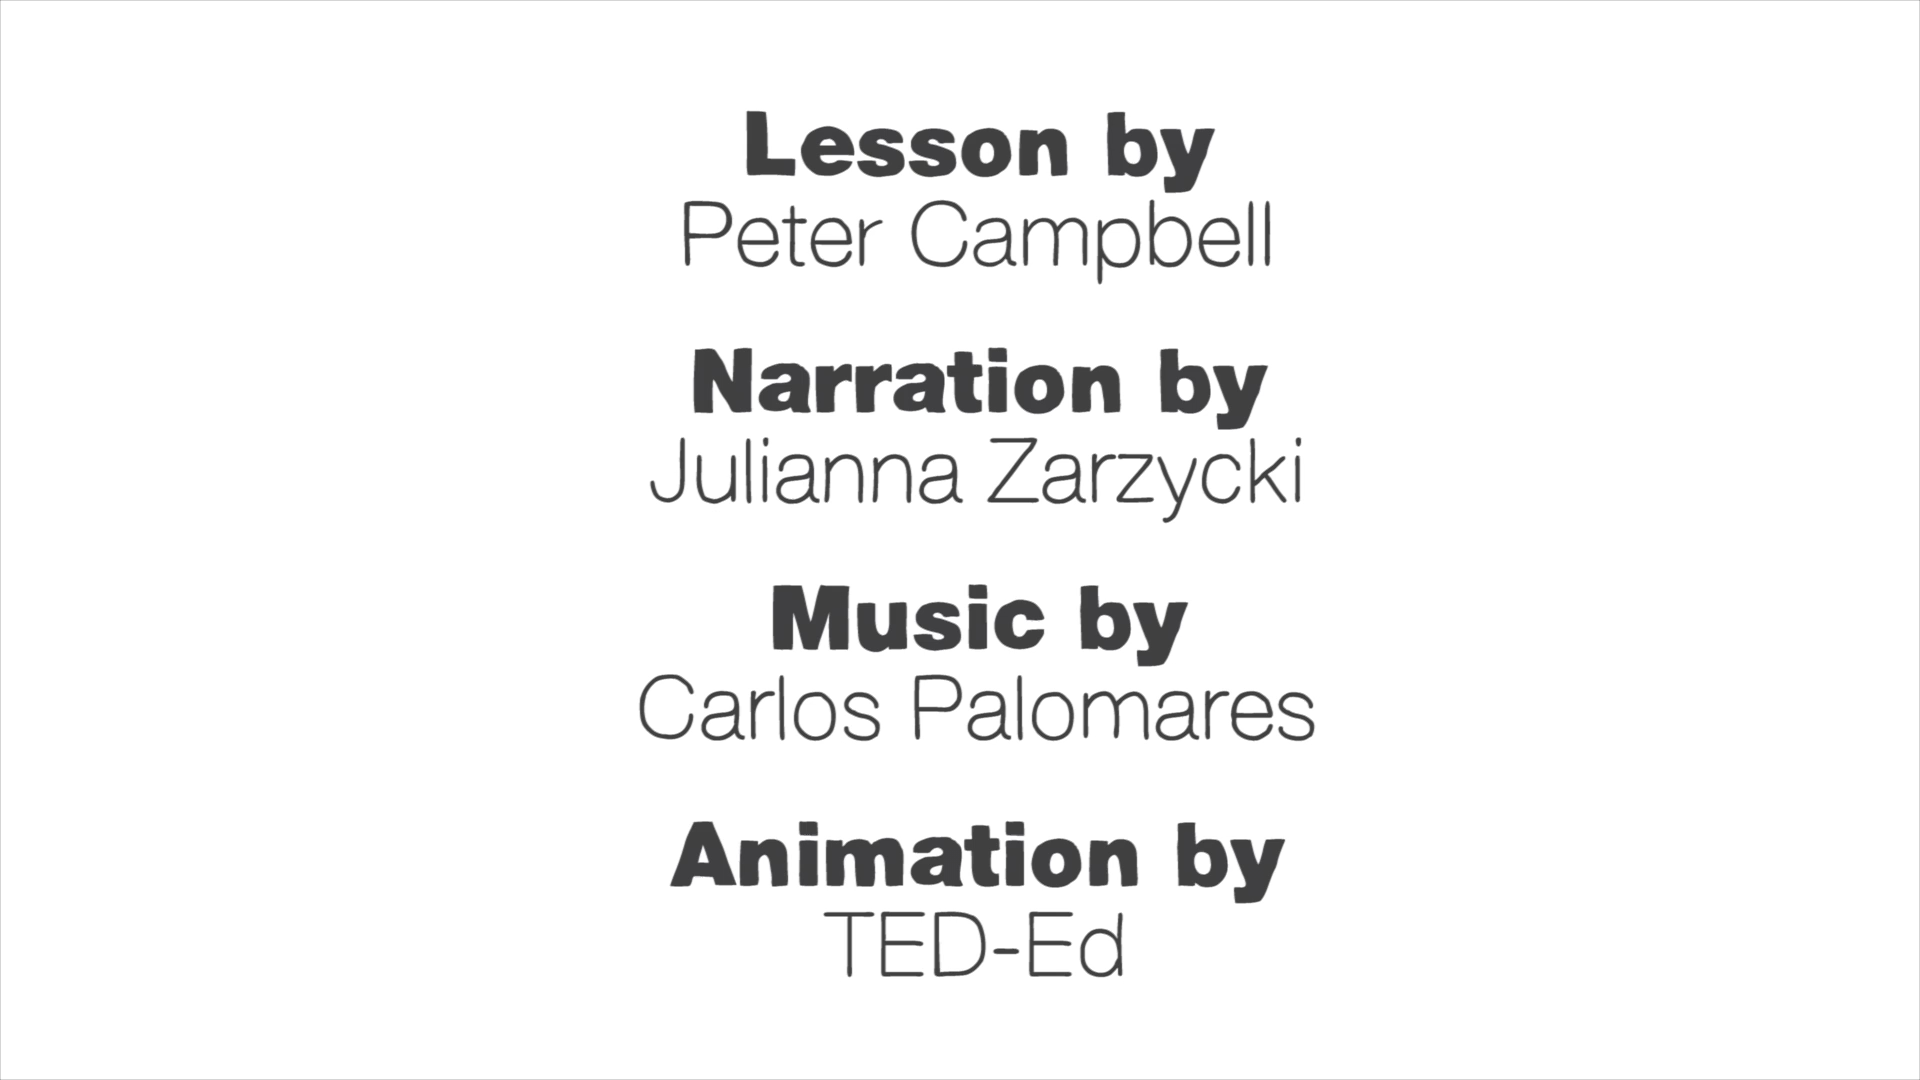 Lesson by
Peter Campbell
Narration by
Julianna Zarzycki
Music by
Carlos Palomares
Animation by
TED-Ed